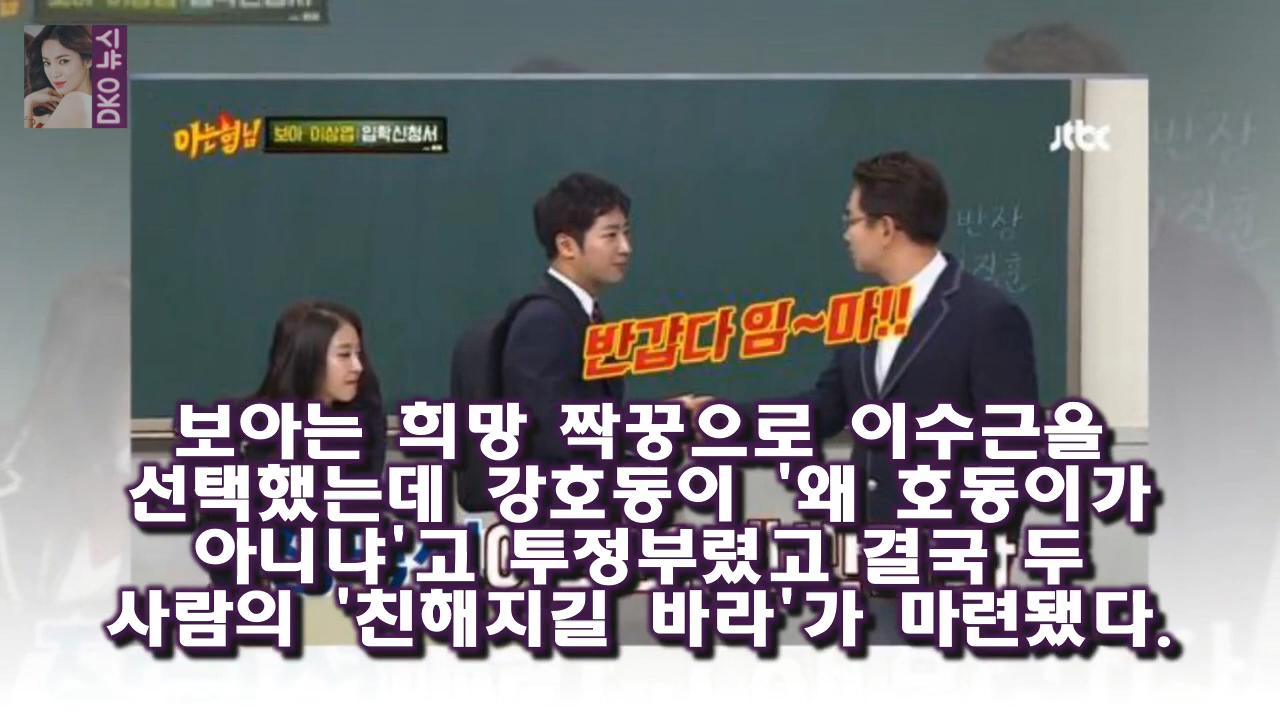 DKO 뉴스
아는형님
보아 이상엽 입학신청서
jtbc
반장
반갑다 임~마!!
보아는 희망 짝꿍으로 이수근을
선택했는데 강호동이 '왜 호동이가
아니냐'고 투정부렸고 결국 두
사람의 '친해지길 바라'가 마련됐다.